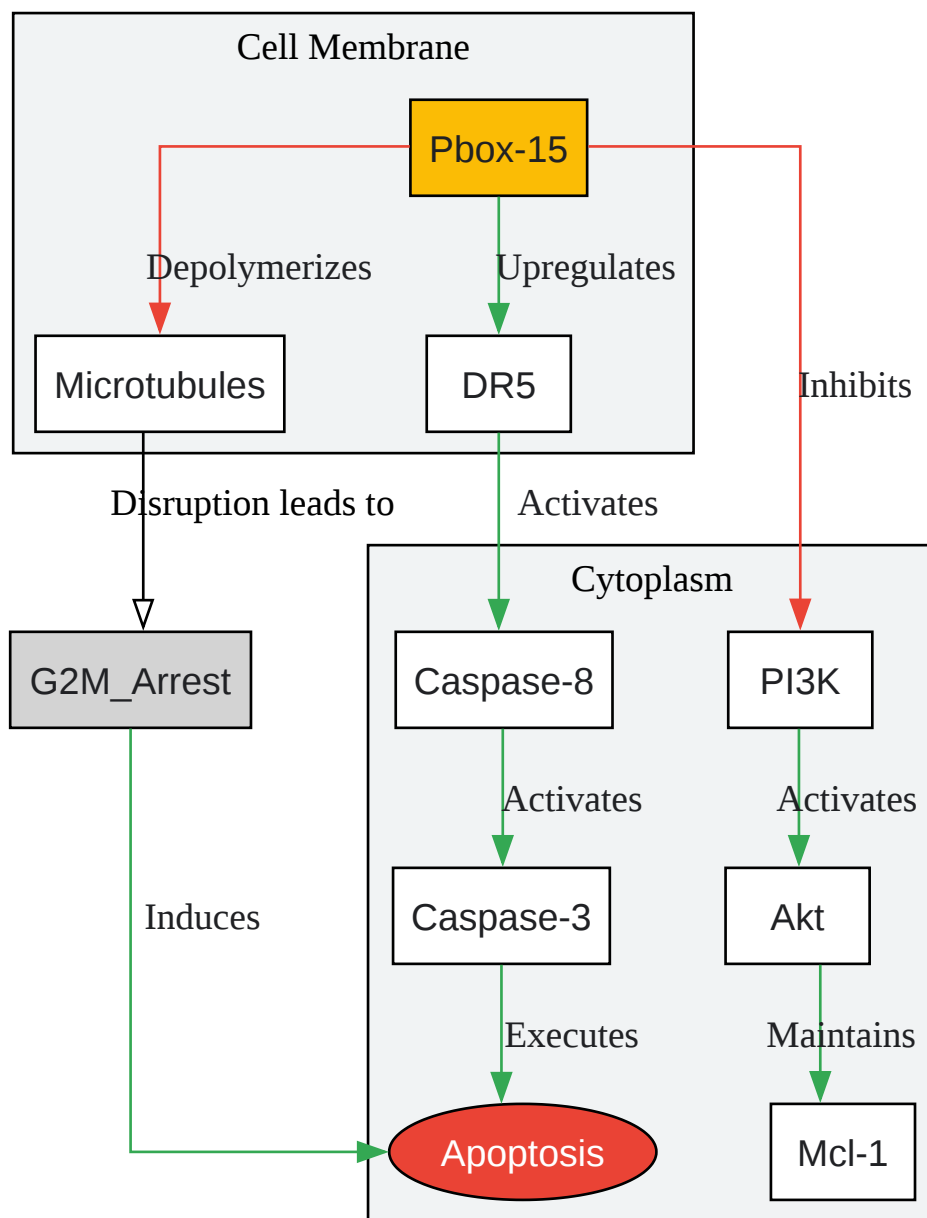 Cell Membrane
Pbox-15
Depolymerizes
Upregulates
Microtubules
DR5
Inhibits
Disruption leads to
Activates
Cytoplasm
G2M_Arrest
Caspase-8
PI3K
Activates
Activates
Induces
Caspase-3
Akt
Executes
Maintains
Apoptosis
Mcl-1